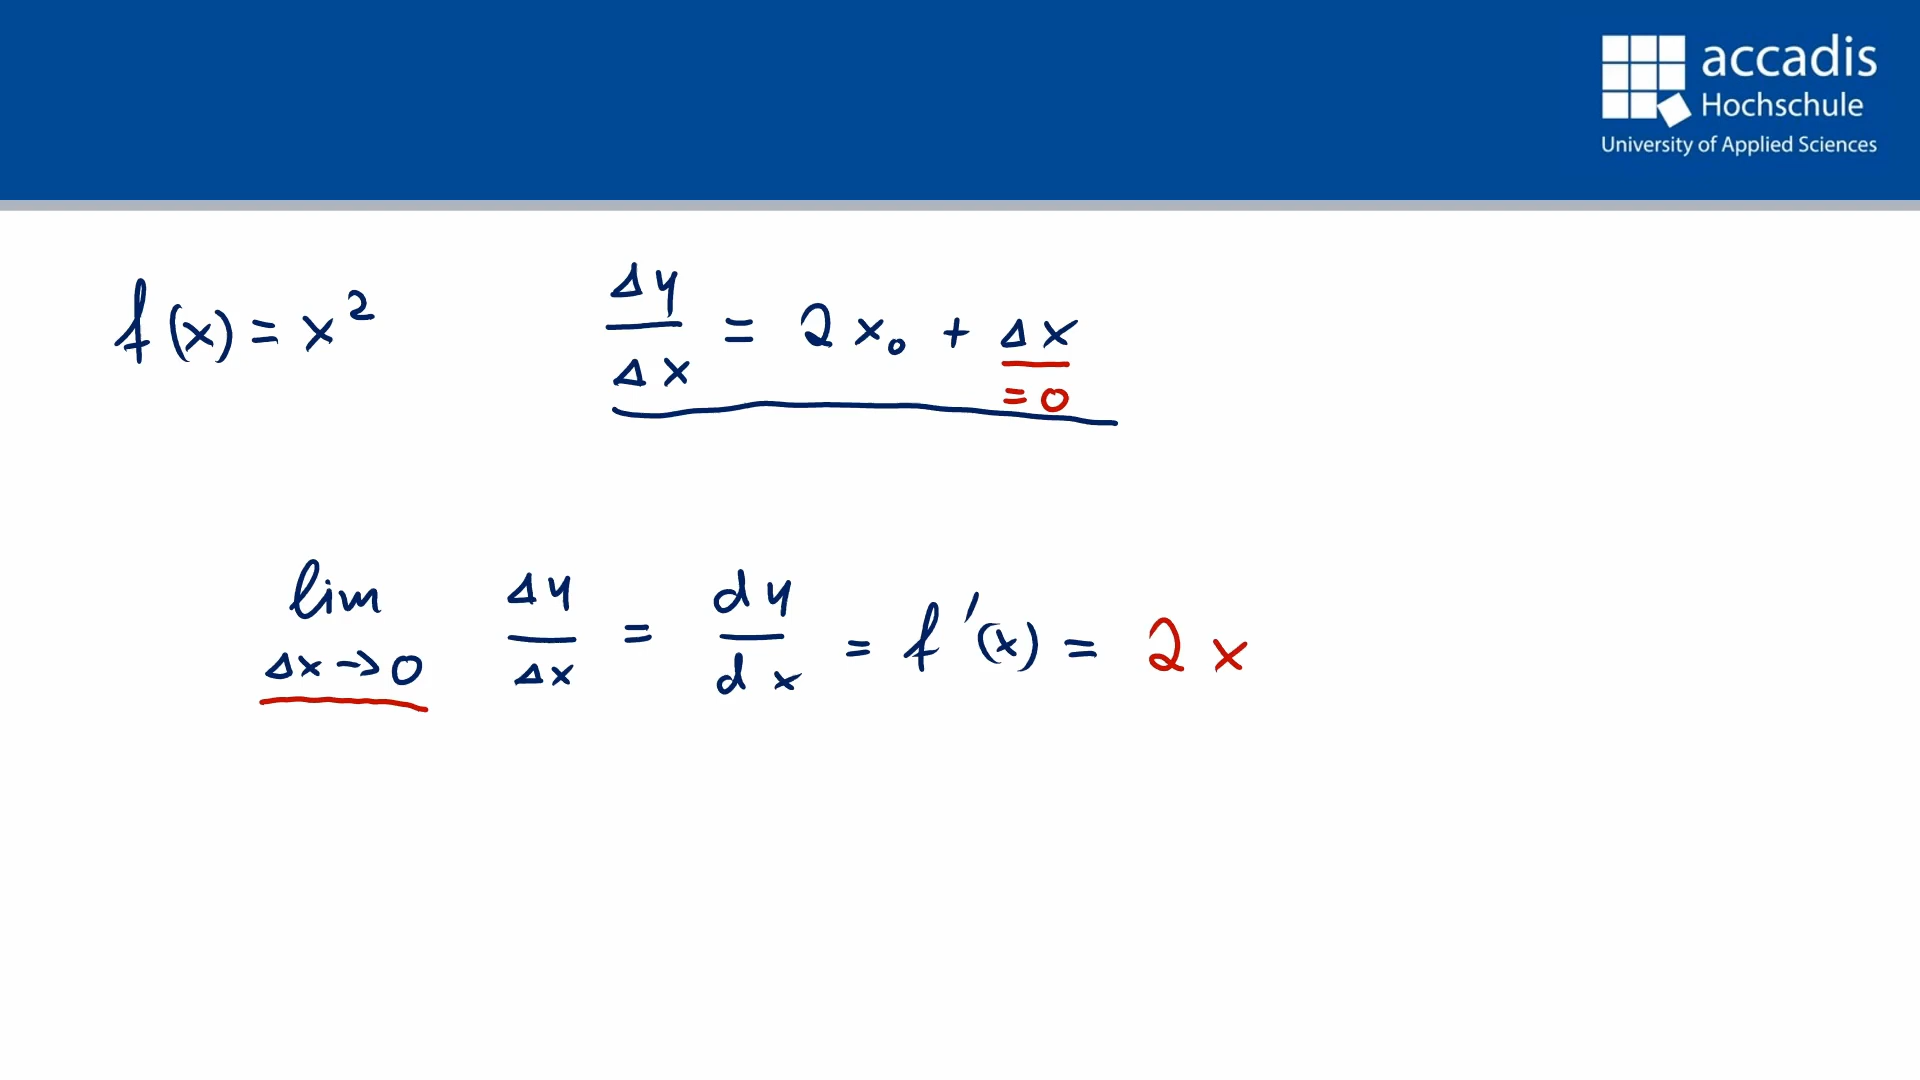 accadis
Hochschule
University of Applied Sciences
f(x) = x²
Δy/Δx = 2x₀ + Δx
= 0
lim Δx→0 Δy/Δx = dy/dx = f'(x) = 2x